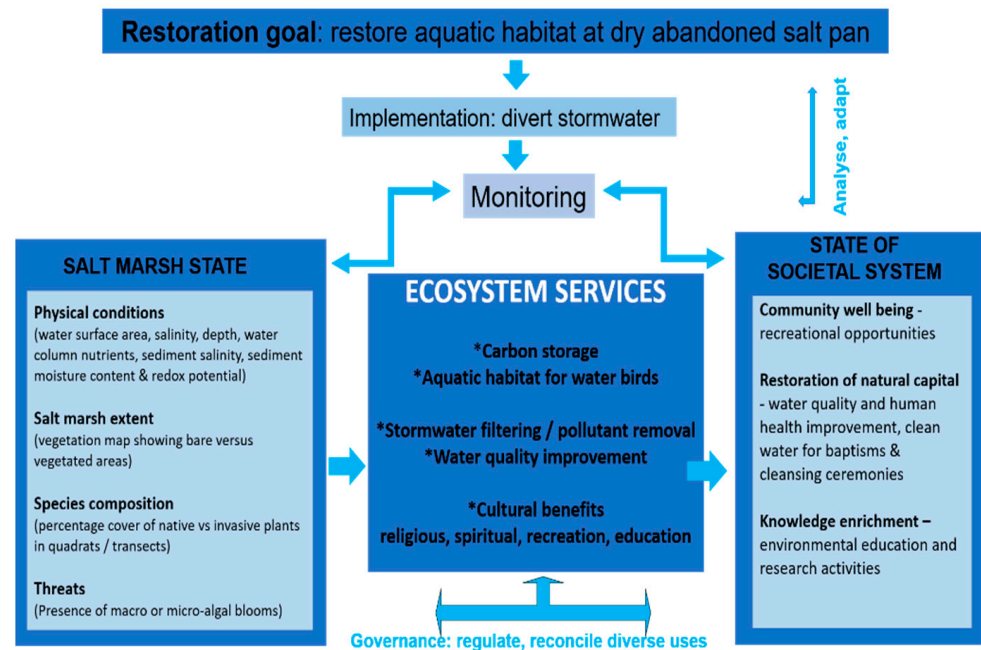 Restoration goal: restore aquatic habitat at dry abandoned salt pan
Implementation: divert stormwater
Monitoring
Analyse, adapt
SALT MARSH STATE
Physical conditions
(water surface area, salinity, depth, water
column nutrients, sediment salinity, sediment
moisture content & redox potential)
Salt marsh extent
(vegetation map showing bare versus
vegetated areas)
Species composition
(percentage cover of native vs invasive plants
in quadrats / transects)
Threats
(Presence of macro or micro-algal blooms)
ECOSYSTEM SERVICES
*Carbon storage
*Aquatic habitat for water birds
*Stormwater filtering / pollutant removal
*Water quality improvement
*Cultural benefits
religious, spiritual, recreation, education
STATE OF
SOCIETAL SYSTEM
Community well being -
recreational opportunities
Restoration of natural capital
- water quality and human
health improvement, clean
water for baptisms &
cleansing ceremonies
Knowledge enrichment –
environmental education and
research activities
Governance: regulate, reconcile diverse uses